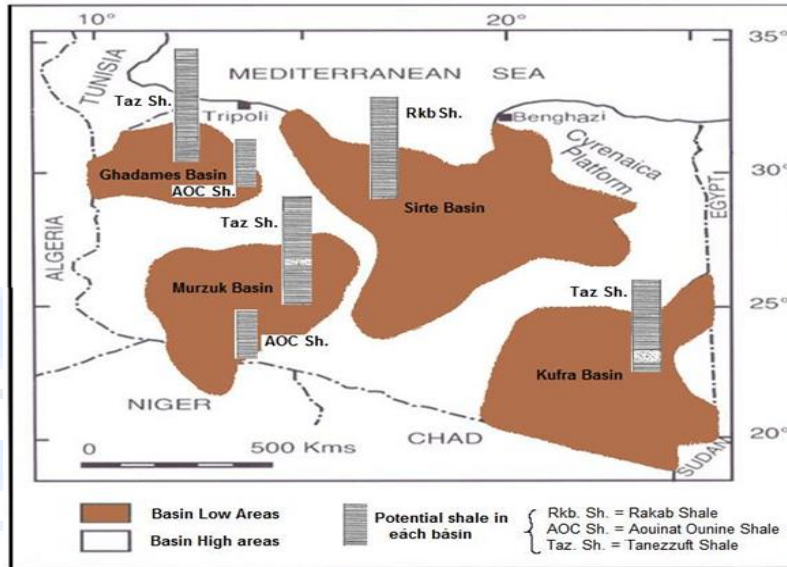 10°
20°
35°
TUNISIA
MEDITERRANEAN SEA
Taz Sh.
Tripoli
Rkb Sh.
Benghazi
Cyrenaica
Platform
Ghadames Basin
AOC Sh.
30°
EGYPT
Sirte Basin
Taz Sh.
ALGERIA
Murzuk Basin
Taz Sh.
25°
AOC Sh.
Kufra Basin
NIGER
CHAD
20°
SUDAN
0 500 Kms
Basin Low Areas
Basin High areas
Potential shale in
each basin
Rkb. Sh. = Rakab Shale
AOC Sh. = Aouinat Ounine Shale
Taz. Sh. = Tanezzuft Shale